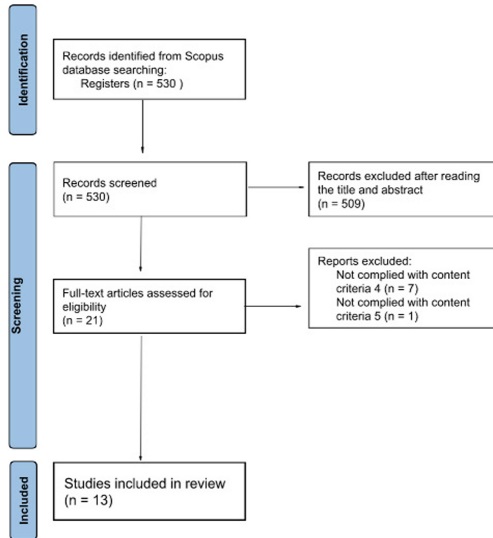 Identification
Records identified from Scopus
database searching:
Registers (n = 530 )
Screening
Records screened
(n = 530)
Records excluded after reading
the title and abstract
(n = 509)
Full-text articles assessed for
eligibility
(n = 21)
Reports excluded:
Not complied with content
criteria 4 (n = 7)
Not complied with content
criteria 5 (n = 1)
Included
Studies included in review
(n = 13)